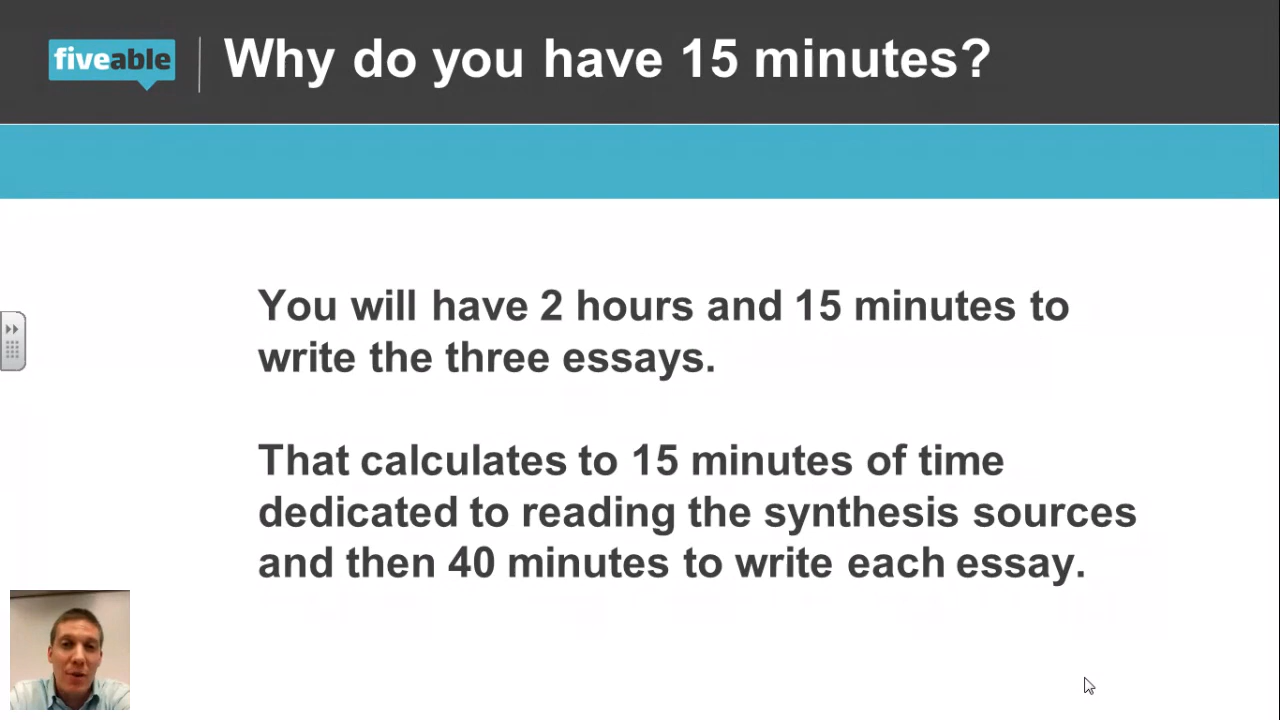 fiveable
Why do you have 15 minutes?
You will have 2 hours and 15 minutes to
write the three essays.
That calculates to 15 minutes of time
dedicated to reading the synthesis sources
and then 40 minutes to write each essay.